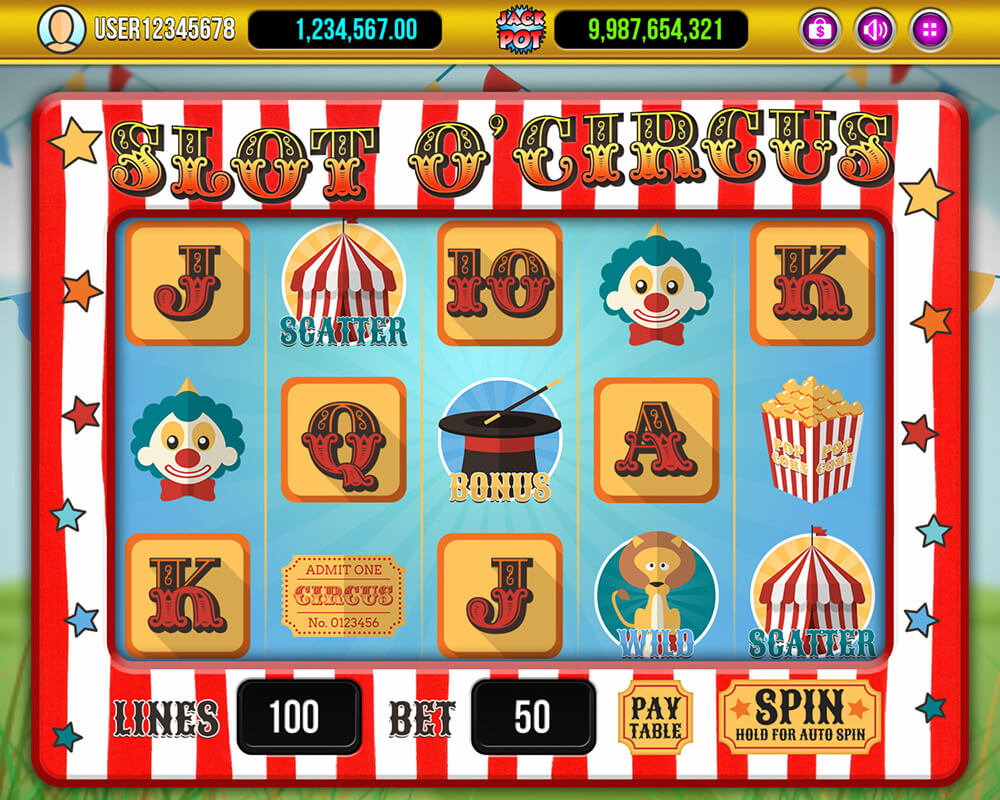 USER12345678
1,234,567.00
JACK
POT
9,987,654,321
$
SLOT O'CIRCUS
J
SCATTER
10
K
Q
BONUS
A
POP CORN POP CORN
K
ADMIT ONE
CIRCUS
No. 0123456
J
WILD
SCATTER
LINES
100
BET
50
PAY
TABLE
SPIN
HOLD FOR AUTO SPIN